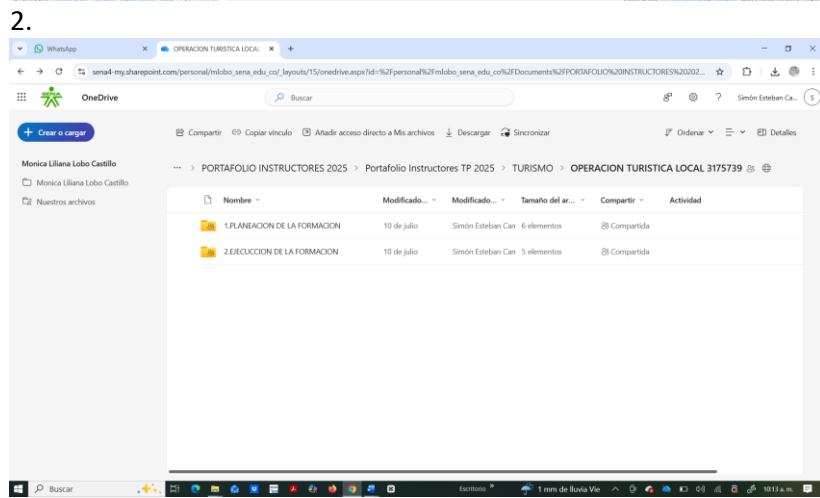 2.
WhatsApp
OPERACION TURISTICA LOCAL
sena4-my.sharepoint.com/personal/mlobo_sena_edu_co/_layouts/15/onedrive.aspx?id=%2Fpersonal%2Fmlobo_sena_edu_co%2FDocuments%2FPORTAFOLIO%20INSTRUCTORES%20202...
SENA
OneDrive
Buscar
Simón Esteban Ca...
S
Crear o cargar
Compartir Copiar vínculo Añadir acceso directo a Mis archivos Descargar Sincronizar
Ordenar Detalles
Monica Liliana Lobo Castillo
Monica Liliana Lobo Castillo
Nuestros archivos
... > PORTAFOLIO INSTRUCTORES 2025 > Portafolio Instructores TP 2025 > TURISMO > OPERACION TURISTICA LOCAL 3175739
Nombre Modificado... Modificado... Tamaño del ar... Compartir Actividad
1.PLANEACION DE LA FORMACION 10 de julio Simón Esteban Can 6 elementos Compartida
2.EJECUCCION DE LA FORMACION 10 de julio Simón Esteban Can 5 elementos Compartida
Buscar
Escritorio
1 mm de lluvia Vie
10:13 a. m.